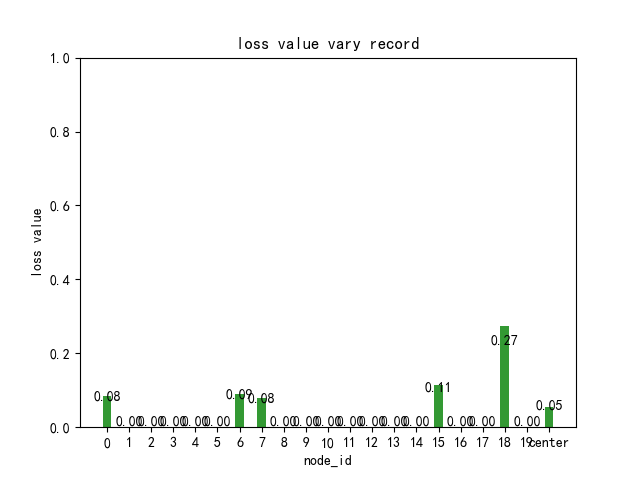 loss value vary record
1.0
0.8
0.6
0.4
0.2
0.0
loss value
0.08 0.00 0.00 0.00 0.00 0.00 0.09 0.08 0.00 0.00 0.00 0.00 0.00 0.00 0.00 0.11 0.00 0.00 0.27 0.00 0.05
0 1 2 3 4 5 6 7 8 9 10 11 12 13 14 15 16 17 18 19 center
node_id